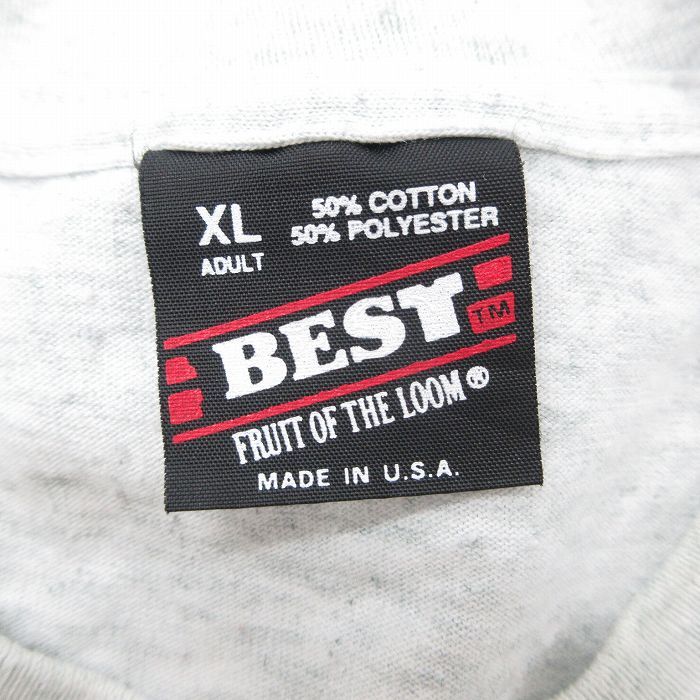 XL
ADULT
50% COTTON
50% POLYESTER
BEST TM
FRUIT OF THE LOOM®
MADE IN U.S.A.